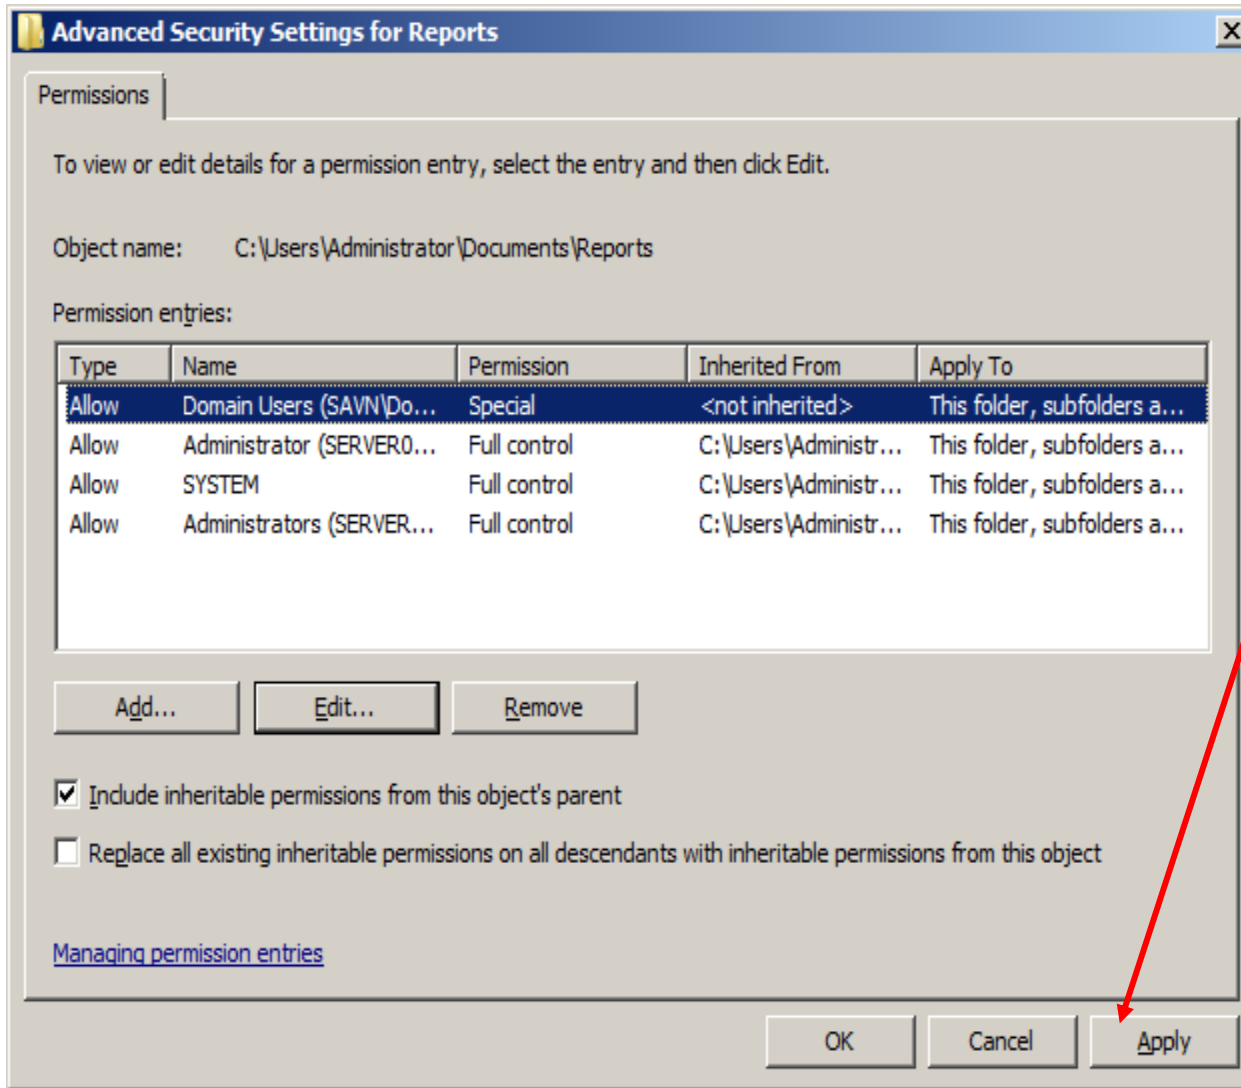 Advanced Security Settings for Reports
Permissions
To view or edit details for a permission entry, select the entry and then click Edit.
Object name: C:\Users\Administrator\Documents\Reports
Permission entries:
Type Name Permission Inherited From Apply To
Allow Domain Users (SAVN\Do... Special <not inherited> This folder, subfolders a...
Allow Administrator (SERVER0... Full control C:\Users\Administr... This folder, subfolders a...
Allow SYSTEM Full control C:\Users\Administr... This folder, subfolders a...
Allow Administrators (SERVER... Full control C:\Users\Administr... This folder, subfolders a...
Add... Edit... Remove
Include inheritable permissions from this object's parent
Replace all existing inheritable permissions on all descendants with inheritable permissions from this object
Managing permission entries
OK Cancel Apply